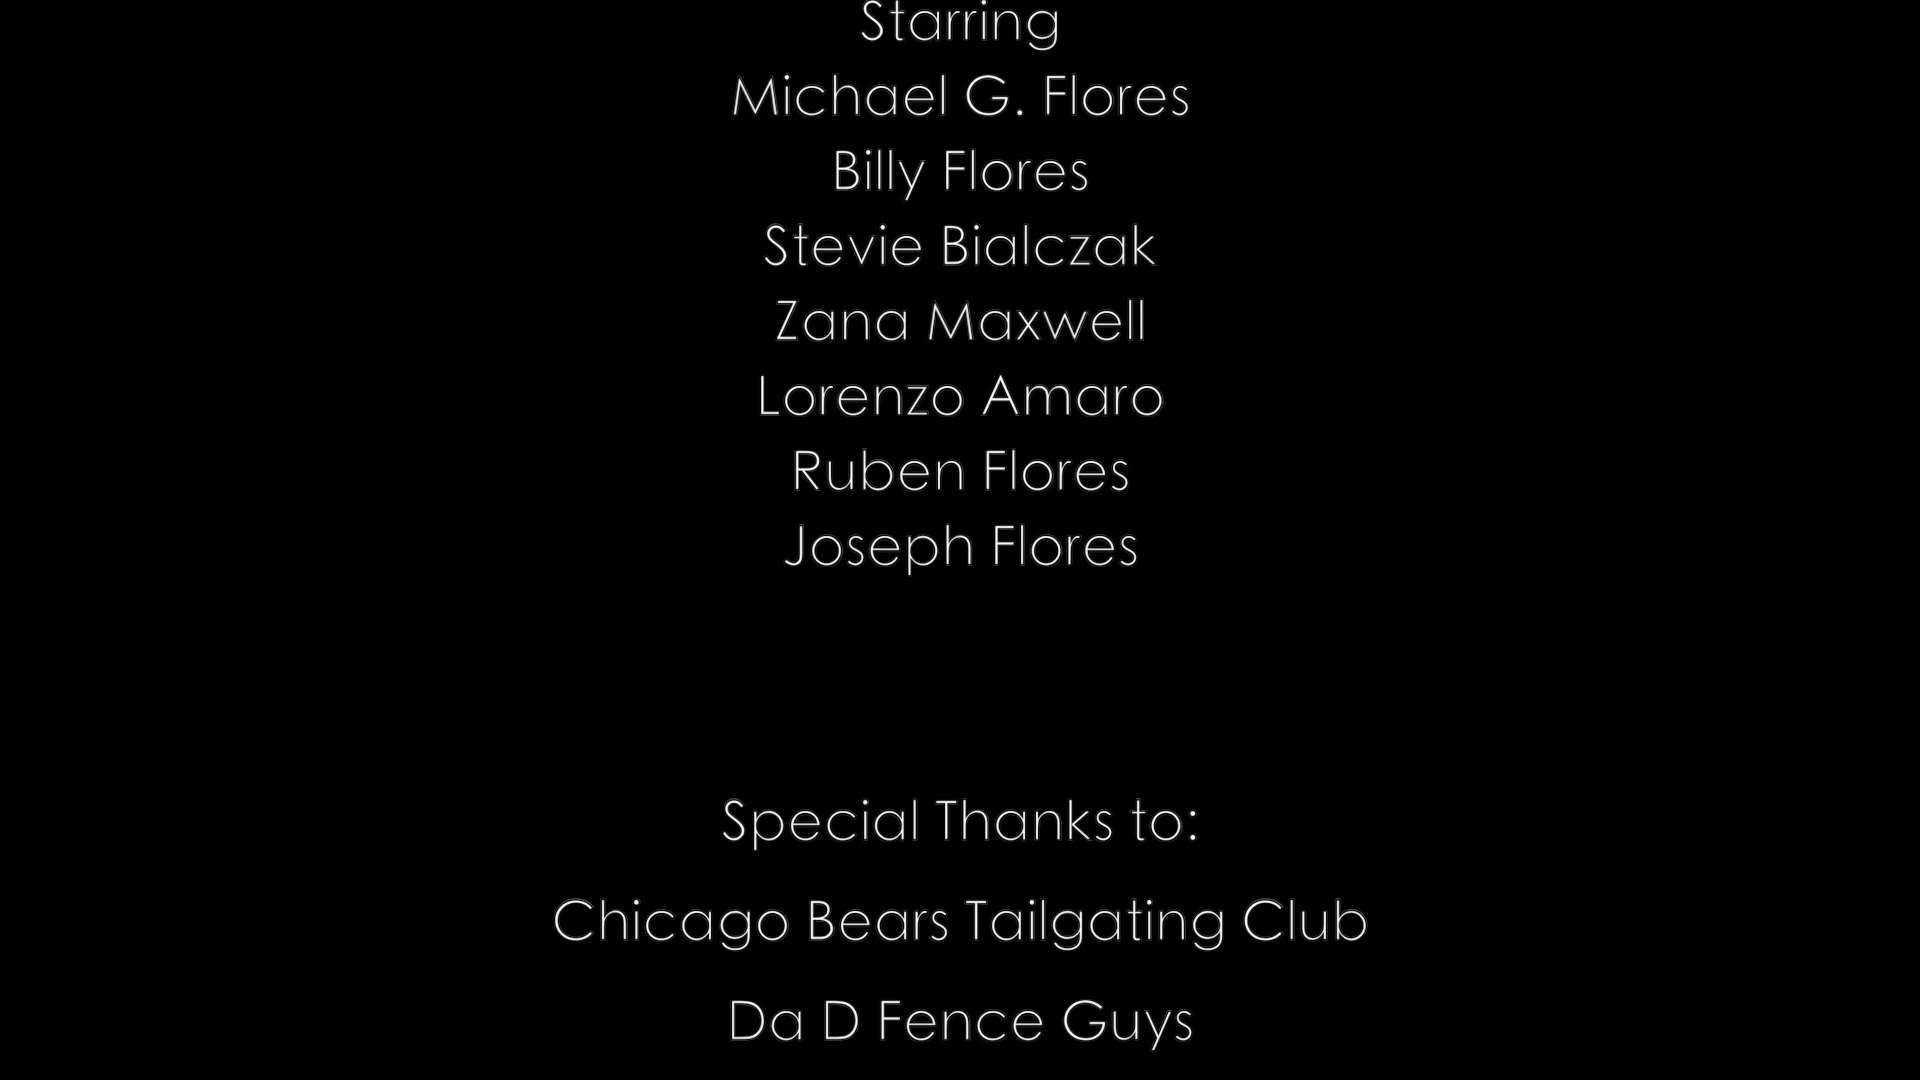 Starring
Michael G. Flores
Billy Flores
Stevie Bialczak
Zana Maxwell
Lorenzo Amaro
Ruben Flores
Joseph Flores
Special Thanks to:
Chicago Bears Tailgating Club
Da D Fence Guys